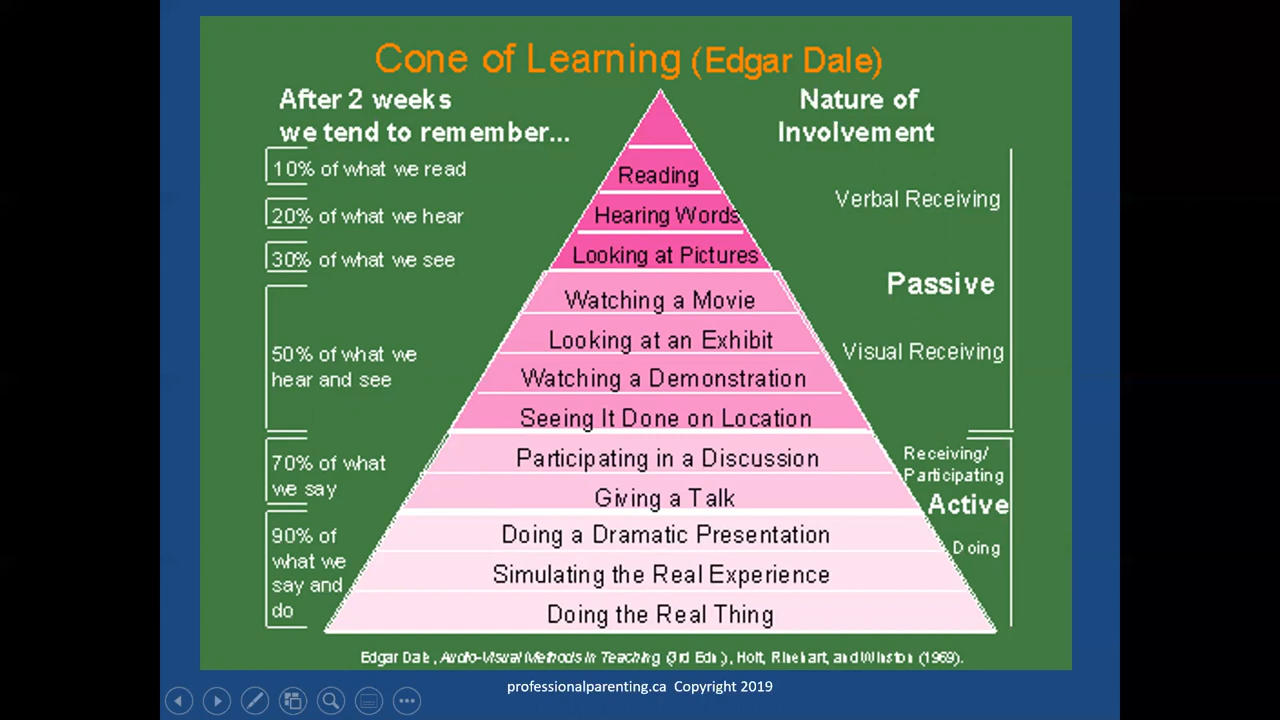 Cone of Learning (Edgar Dale)
After 2 weeks
we tend to remember...
10% of what we read
20% of what we hear
30% of what we see
50% of what we
hear and see
70% of what
we say
90% of
what we
say and
do
Reading
Hearing Words
Looking at Pictures
Watching a Movie
Looking at an Exhibit
Watching a Demonstration
Seeing It Done on Location
Participating in a Discussion
Giving a Talk
Doing a Dramatic Presentation
Simulating the Real Experience
Doing the Real Thing
Nature of
Involvement
Verbal Receiving
Passive
Visual Receiving
Receiving/
Participating
Active
Doing
Edgar Dale, Audio-Visual Methods in Teaching (3rd Edn.), Holt, Rinehart, and Winston (1969).
professionalparenting.ca Copyright 2019